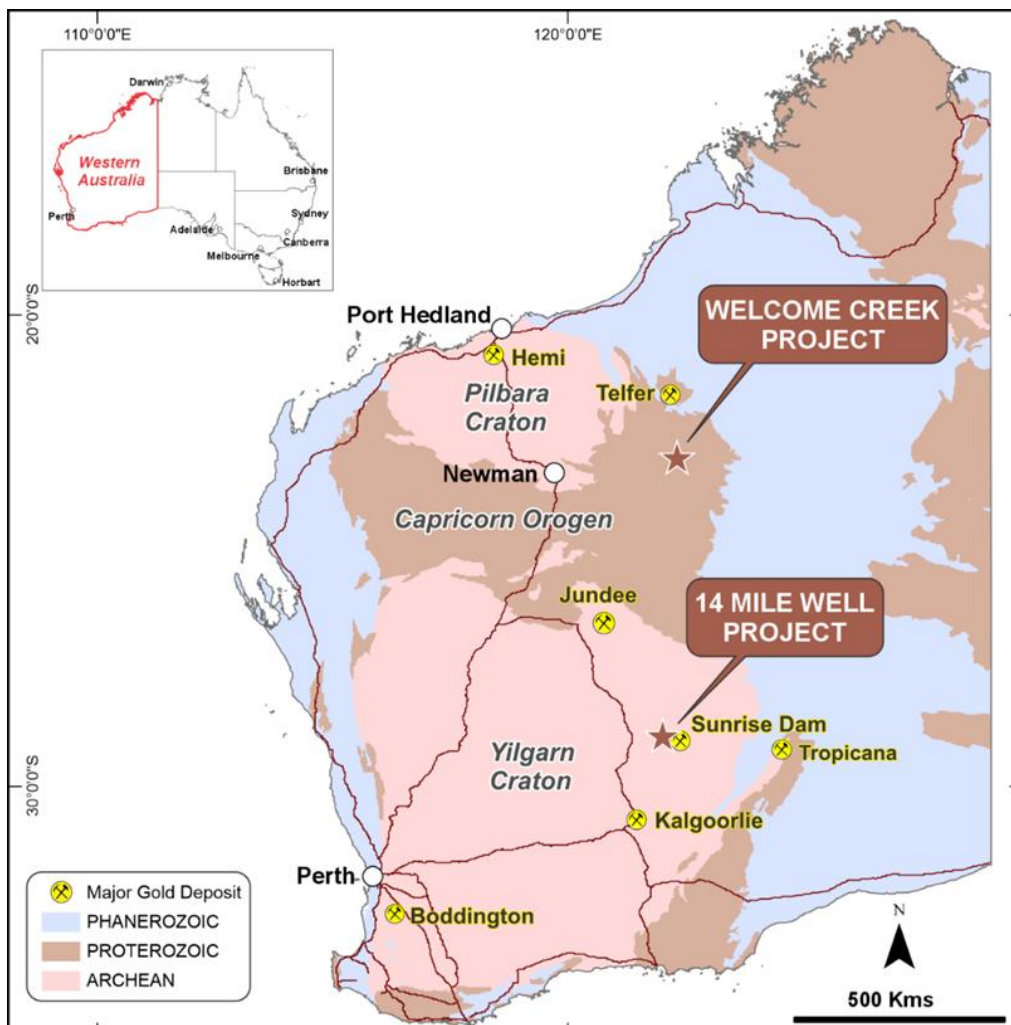 110°0'0"E
120°0'0"E
Darwin
Western
Australia
Brisbane
Perth
Adelaide
Sydney
Canberra
Melbourne
Horbart
20°0'0"S
Port Hedland
WELCOME CREEK
PROJECT
Hemi
Pilbara
Craton
Telfer
Newman
Capricorn Orogen
Jundee
14 MILE WELL
PROJECT
Sunrise Dam
Tropicana
Yilgarn
Craton
30°0'0"S
Kalgoorlie
Perth
Boddington
Major Gold Deposit
PHANEROZOIC
PROTEROZOIC
ARCHEAN
N
500 Kms